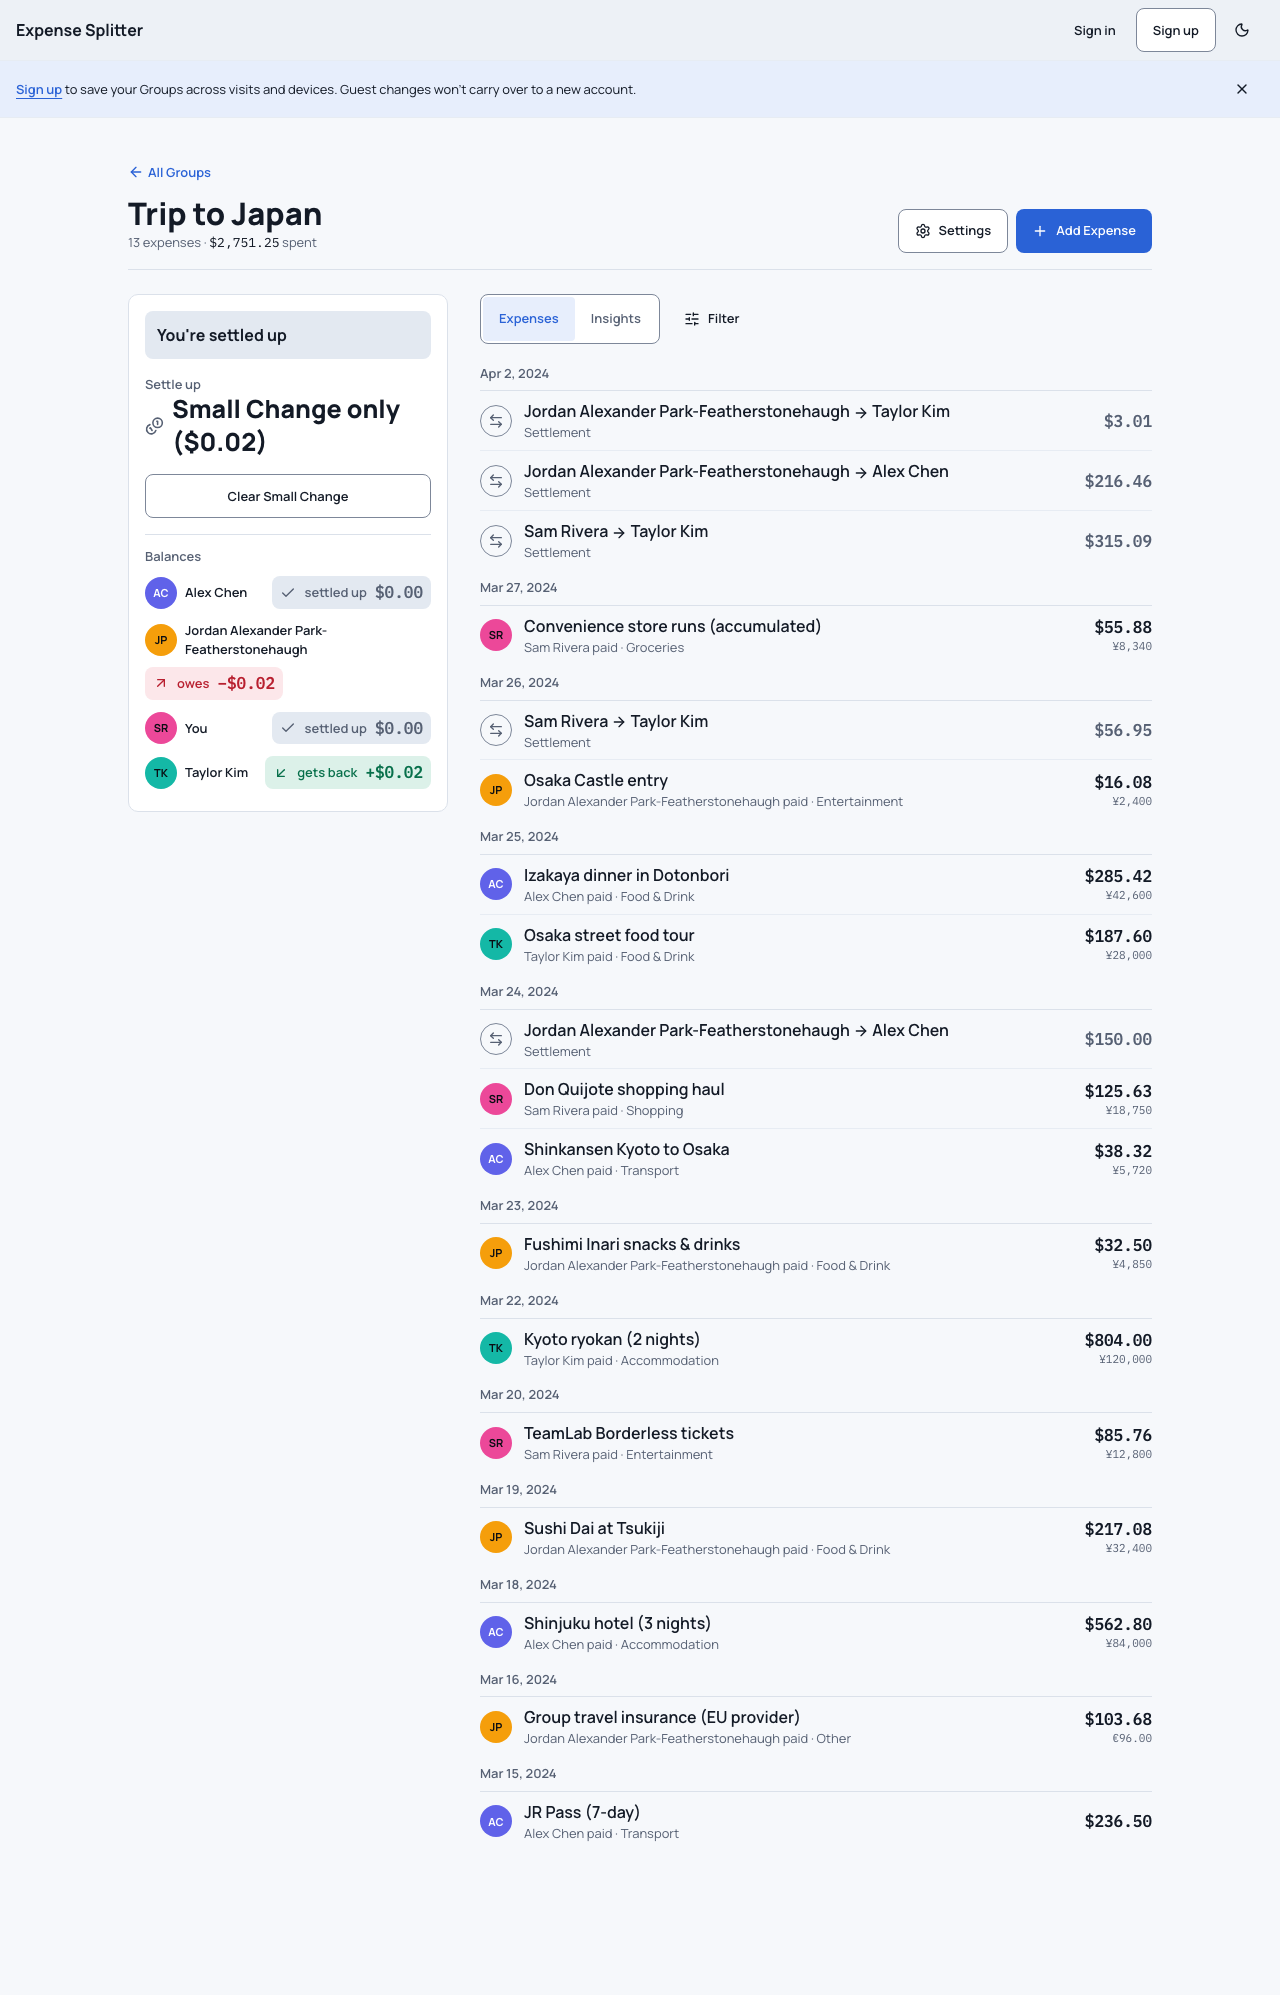 Expense Splitter
Sign in
Sign up
Sign up to save your Groups across visits and devices. Guest changes won't carry over to a new account.
All Groups
Trip to Japan
13 expenses · $2,751.25 spent
Settings
Add Expense
You're settled up
Settle up
Small Change only
($0.02)
Clear Small Change
Balances
AC Alex Chen settled up $0.00
JP Jordan Alexander Park-
Featherstonehaugh
owes −$0.02
SR You settled up $0.00
TK Taylor Kim gets back +$0.02
Expenses Insights Filter
Apr 2, 2024
Jordan Alexander Park-Featherstonehaugh → Taylor Kim
Settlement
$3.01
Jordan Alexander Park-Featherstonehaugh → Alex Chen
Settlement
$216.46
Sam Rivera → Taylor Kim
Settlement
$315.09
Mar 27, 2024
SR
Convenience store runs (accumulated)
Sam Rivera paid · Groceries
$55.88
¥8,340
Mar 26, 2024
Sam Rivera → Taylor Kim
Settlement
$56.95
JP
Osaka Castle entry
Jordan Alexander Park-Featherstonehaugh paid · Entertainment
$16.08
¥2,400
Mar 25, 2024
AC
Izakaya dinner in Dotonbori
Alex Chen paid · Food & Drink
$285.42
¥42,600
TK
Osaka street food tour
Taylor Kim paid · Food & Drink
$187.60
¥28,000
Mar 24, 2024
Jordan Alexander Park-Featherstonehaugh → Alex Chen
Settlement
$150.00
SR
Don Quijote shopping haul
Sam Rivera paid · Shopping
$125.63
¥18,750
AC
Shinkansen Kyoto to Osaka
Alex Chen paid · Transport
$38.32
¥5,720
Mar 23, 2024
JP
Fushimi Inari snacks & drinks
Jordan Alexander Park-Featherstonehaugh paid · Food & Drink
$32.50
¥4,850
Mar 22, 2024
TK
Kyoto ryokan (2 nights)
Taylor Kim paid · Accommodation
$804.00
¥120,000
Mar 20, 2024
SR
TeamLab Borderless tickets
Sam Rivera paid · Entertainment
$85.76
¥12,800
Mar 19, 2024
JP
Sushi Dai at Tsukiji
Jordan Alexander Park-Featherstonehaugh paid · Food & Drink
$217.08
¥32,400
Mar 18, 2024
AC
Shinjuku hotel (3 nights)
Alex Chen paid · Accommodation
$562.80
¥84,000
Mar 16, 2024
JP
Group travel insurance (EU provider)
Jordan Alexander Park-Featherstonehaugh paid · Other
$103.68
€96.00
Mar 15, 2024
AC
JR Pass (7-day)
Alex Chen paid · Transport
$236.50